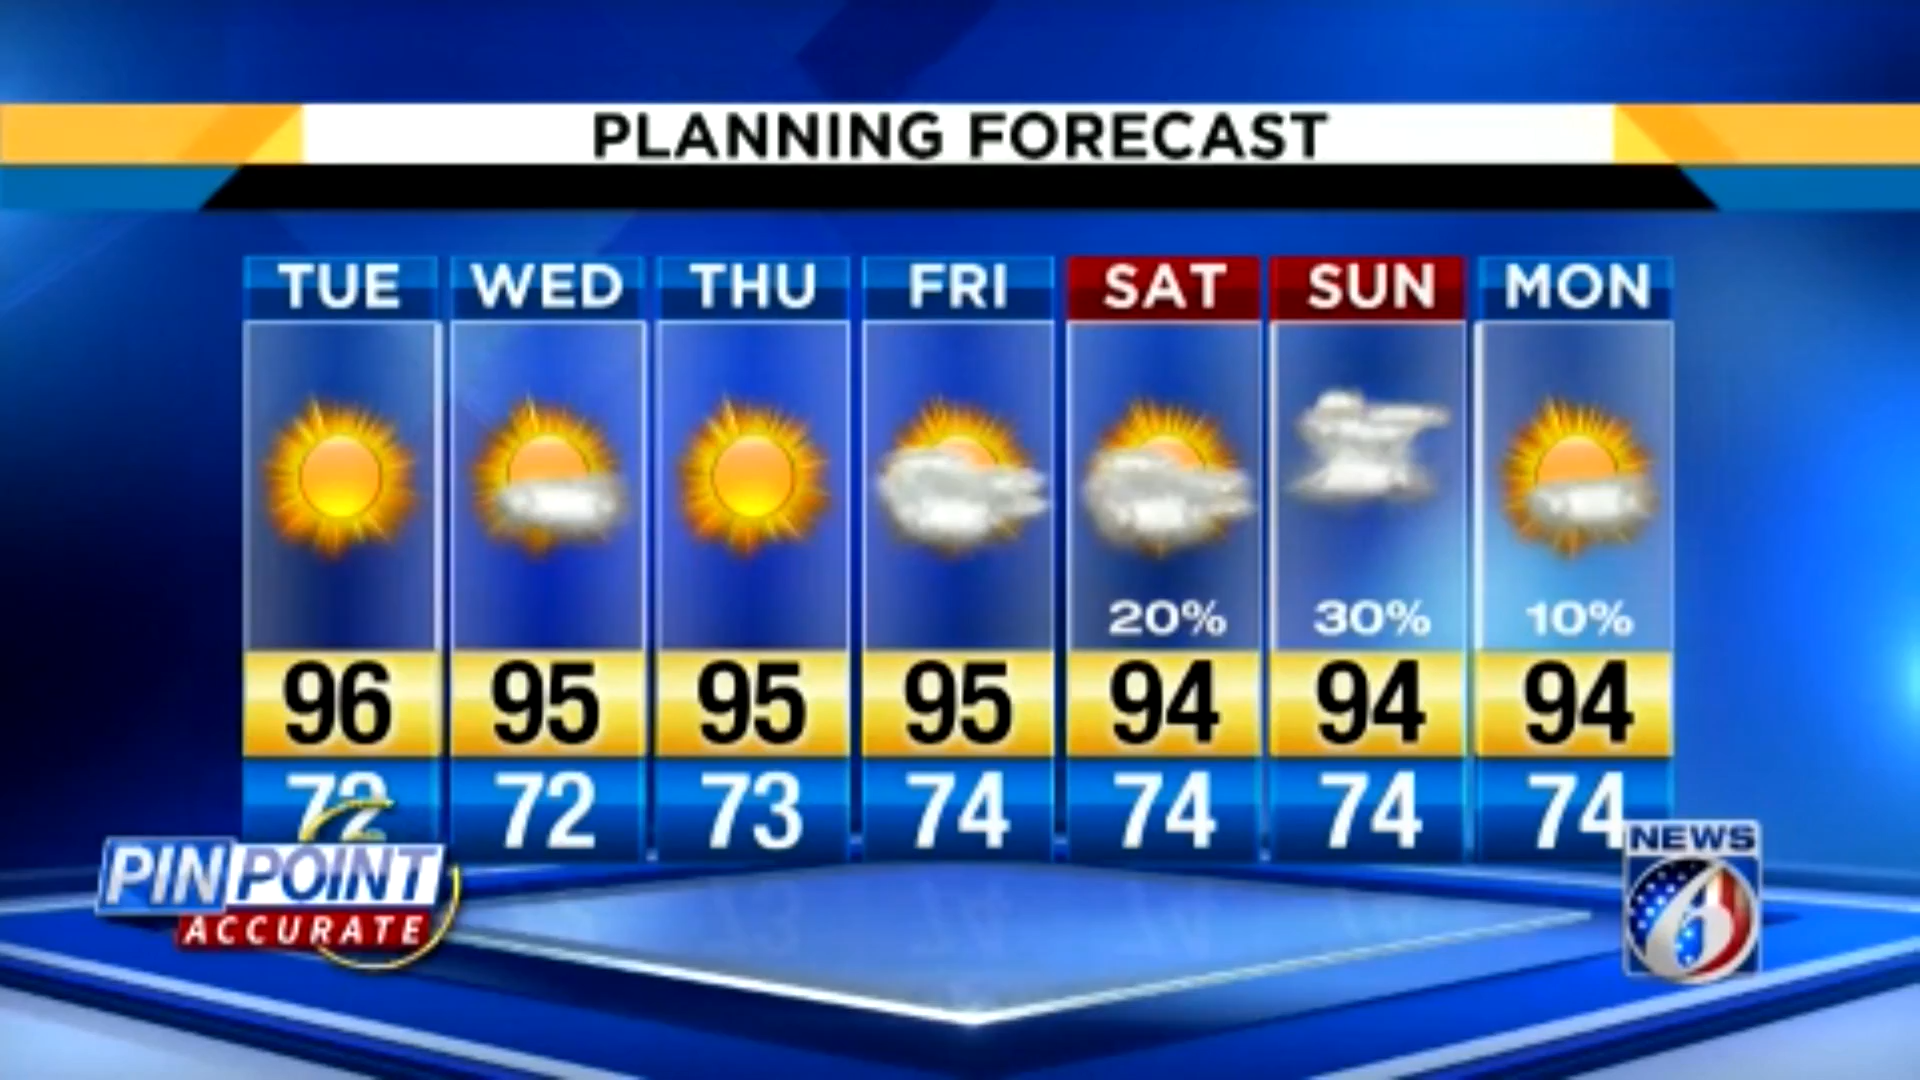 PLANNING FORECAST
TUE WED THU FRI SAT SUN MON
20% 30% 10%
96 95 95 95 94 94 94
72 72 73 74 74 74 74
PINPOINT
ACCURATE
NEWS
6